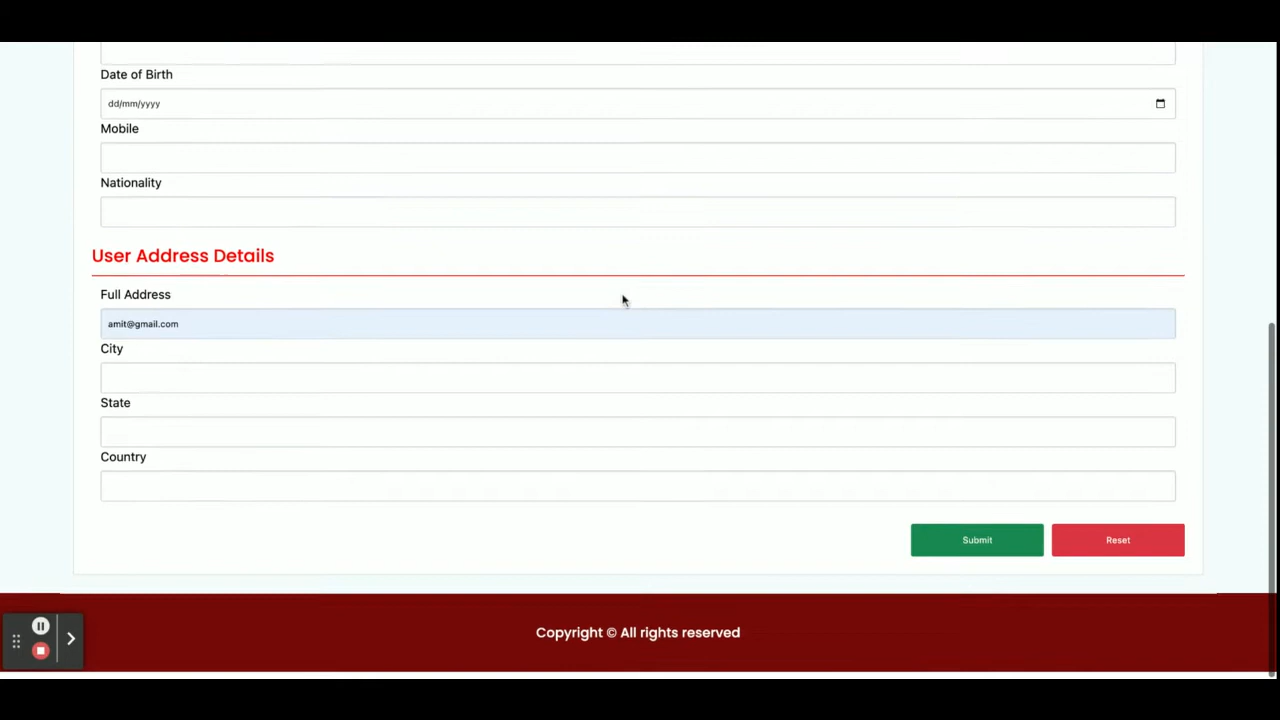 Date of Birth
dd/mm/yyyy
Mobile
Nationality
User Address Details
Full Address
amit@gmail.com
City
State
Country
Submit Reset
Copyright © All rights reserved